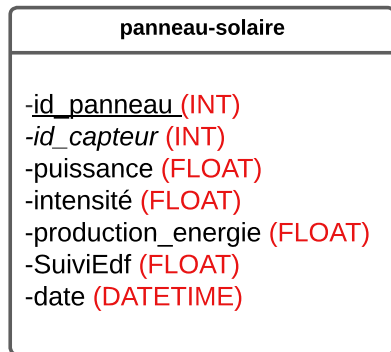 panneau-solaire
-id_panneau (INT)
-id_capteur (INT)
-puissance (FLOAT)
-intensité (FLOAT)
-production_energie (FLOAT)
-SuiviEdf (FLOAT)
-date (DATETIME)